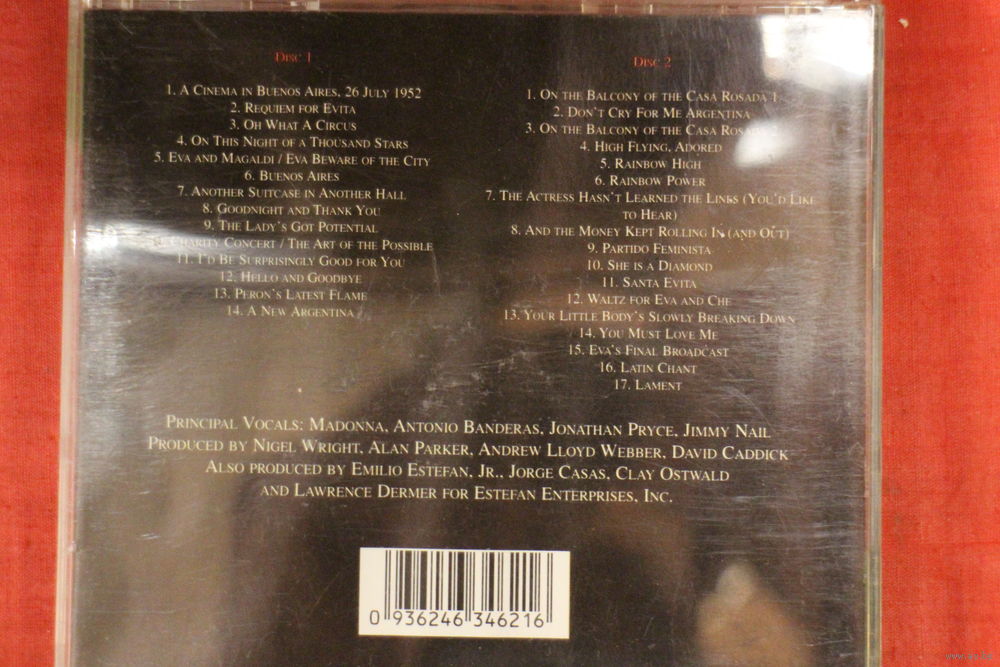 Disc 1
1. A Cinema in Buenos Aires, 26 July 1952
2. Requiem for Evita
3. Oh What A Circus
4. On This Night of a Thousand Stars
5. Eva and Magaldi / Eva Beware of the City
6. Buenos Aires
7. Another Suitcase in Another Hall
8. Goodnight and Thank You
9. The Lady's Got Potential
10. Charity Concert / The Art of the Possible
11. I'd Be Surprisingly Good for You
12. Hello and Goodbye
13. Peron's Latest Flame
14. A New Argentina
Disc 2
1. On the Balcony of the Casa Rosada 1
2. Don't Cry For Me Argentina
3. On the Balcony of the Casa Rosada 2
4. High Flying, Adored
5. Rainbow High
6. Rainbow Power
7. The Actress Hasn't Learned the Lines (You'd Like
to Hear)
8. And the Money Kept Rolling In (and Out)
9. Partido Feminista
10. She is a Diamond
11. Santa Evita
12. Waltz for Eva and Che
13. Your Little Body's Slowly Breaking Down
14. You Must Love Me
15. Eva's Final Broadcast
16. Latin Chant
17. Lament
Principal Vocals: Madonna, Antonio Banderas, Jonathan Pryce, Jimmy Nail
Produced by Nigel Wright, Alan Parker, Andrew Lloyd Webber, David Caddick
Also produced by Emilio Estefan, Jr., Jorge Casas, Clay Ostwald
and Lawrence Dermer for Estefan Enterprises, Inc.
0 936246 346216